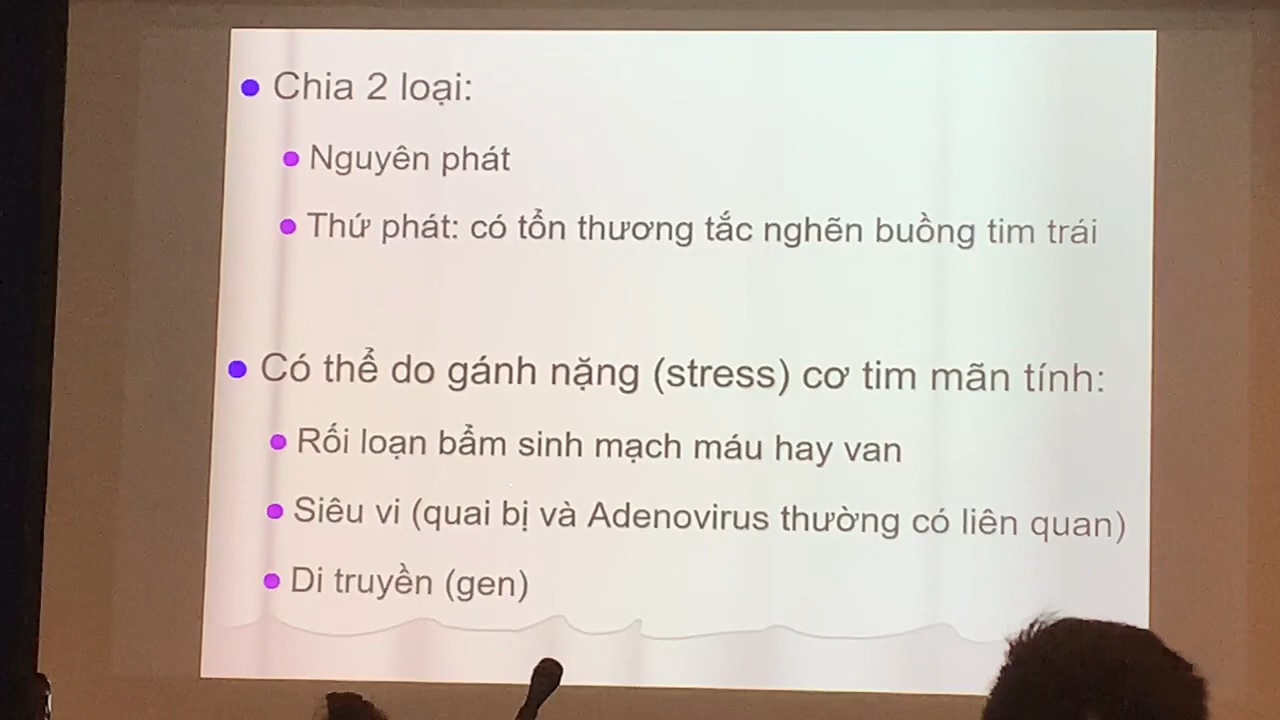 Chia 2 loại:
Nguyên phát
Thứ phát: có tổn thương tắc nghẽn buồng tim trái
Có thể do gánh nặng (stress) cơ tim mãn tính:
Rối loạn bẩm sinh mạch máu hay van
Siêu vi (quai bị và Adenovirus thường có liên quan)
Di truyền (gen)